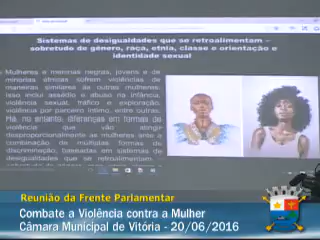 Sistemas de desigualdades que se retroalimentam –
sobretudo de gênero, raça, etnia, classe e orientação e
identidade sexual
Mulheres e meninas negras, jovens e de
minorias étnicas sofrem violências de
maneiras similares às outras mulheres.
Isso inclui assédio e abuso na infância,
violência sexual, tráfico e exploração,
violência por parceiro íntimo, entre outras.
Há, no entanto, diferenças em formas de
violência que vão atingir
desproporcionalmente as mulheres ante a
combinação de múltiplas formas de
discriminação, baseadas em sistemas de
desigualdades que se retroalimentam –
Reunião da Frente Parlamentar
Combate a Violência contra a Mulher
Câmara Municipal de Vitória - 20/06/2016